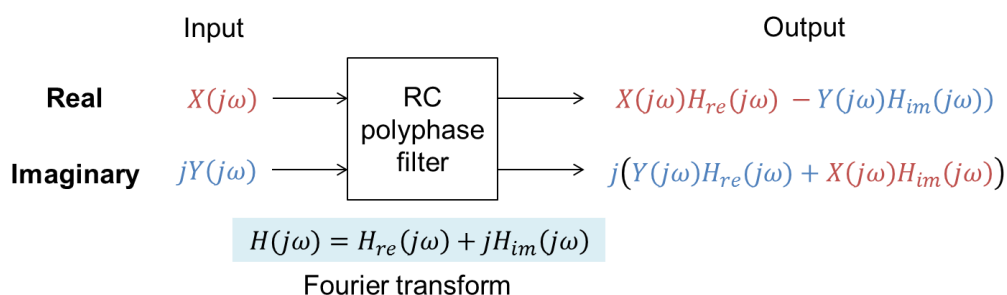 Input Output
Real X(jω) RC polyphase filter X(jω)H_re(jω) − Y(jω)H_im(jω))
Imaginary jY(jω) j(Y(jω)H_re(jω) + X(jω)H_im(jω))
H(jω) = H_re(jω) + jH_im(jω)
Fourier transform